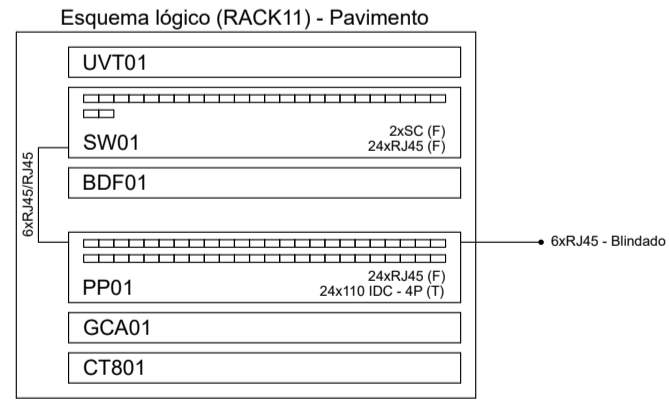 Esquema lógico (RACK11) - Pavimento
UVT01
2xSC (F)
SW01
24xRJ45 (F)
6xRJ45/RJ45
BDF01
6xRJ45 - Blindado
24xRJ45 (F)
PP01
24x110 IDC - 4P (T)
GCA01
CT801